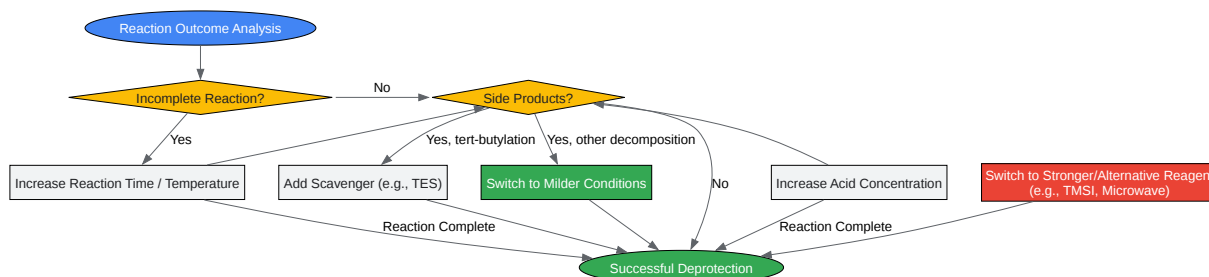 Reaction Outcome Analysis
Incomplete Reaction?
No
Side Products?
Yes
Yes, tert-butylation
Yes, other decomposition
Increase Reaction Time / Temperature
Add Scavenger (e.g., TES)
Switch to Milder Conditions
No
Increase Acid Concentration
Switch to Stronger/Alternative Reagen
(e.g., TMSI, Microwave)
Reaction Complete
Reaction Complete
Successful Deprotection